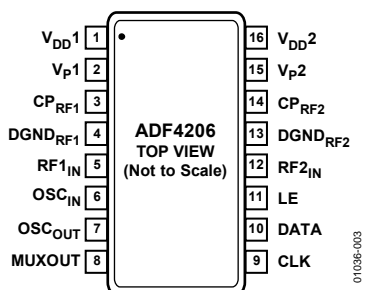 VDD1 1
VP1 2
CPRF1 3
DGNDRF1 4
RF1IN 5
OSCIN 6
OSCOUT 7
MUXOUT 8
ADF4206
TOP VIEW
(Not to Scale)
16 VDD2
15 VP2
14 CPRF2
13 DGNDRF2
12 RF2IN
11 LE
10 DATA
9 CLK
01036-003